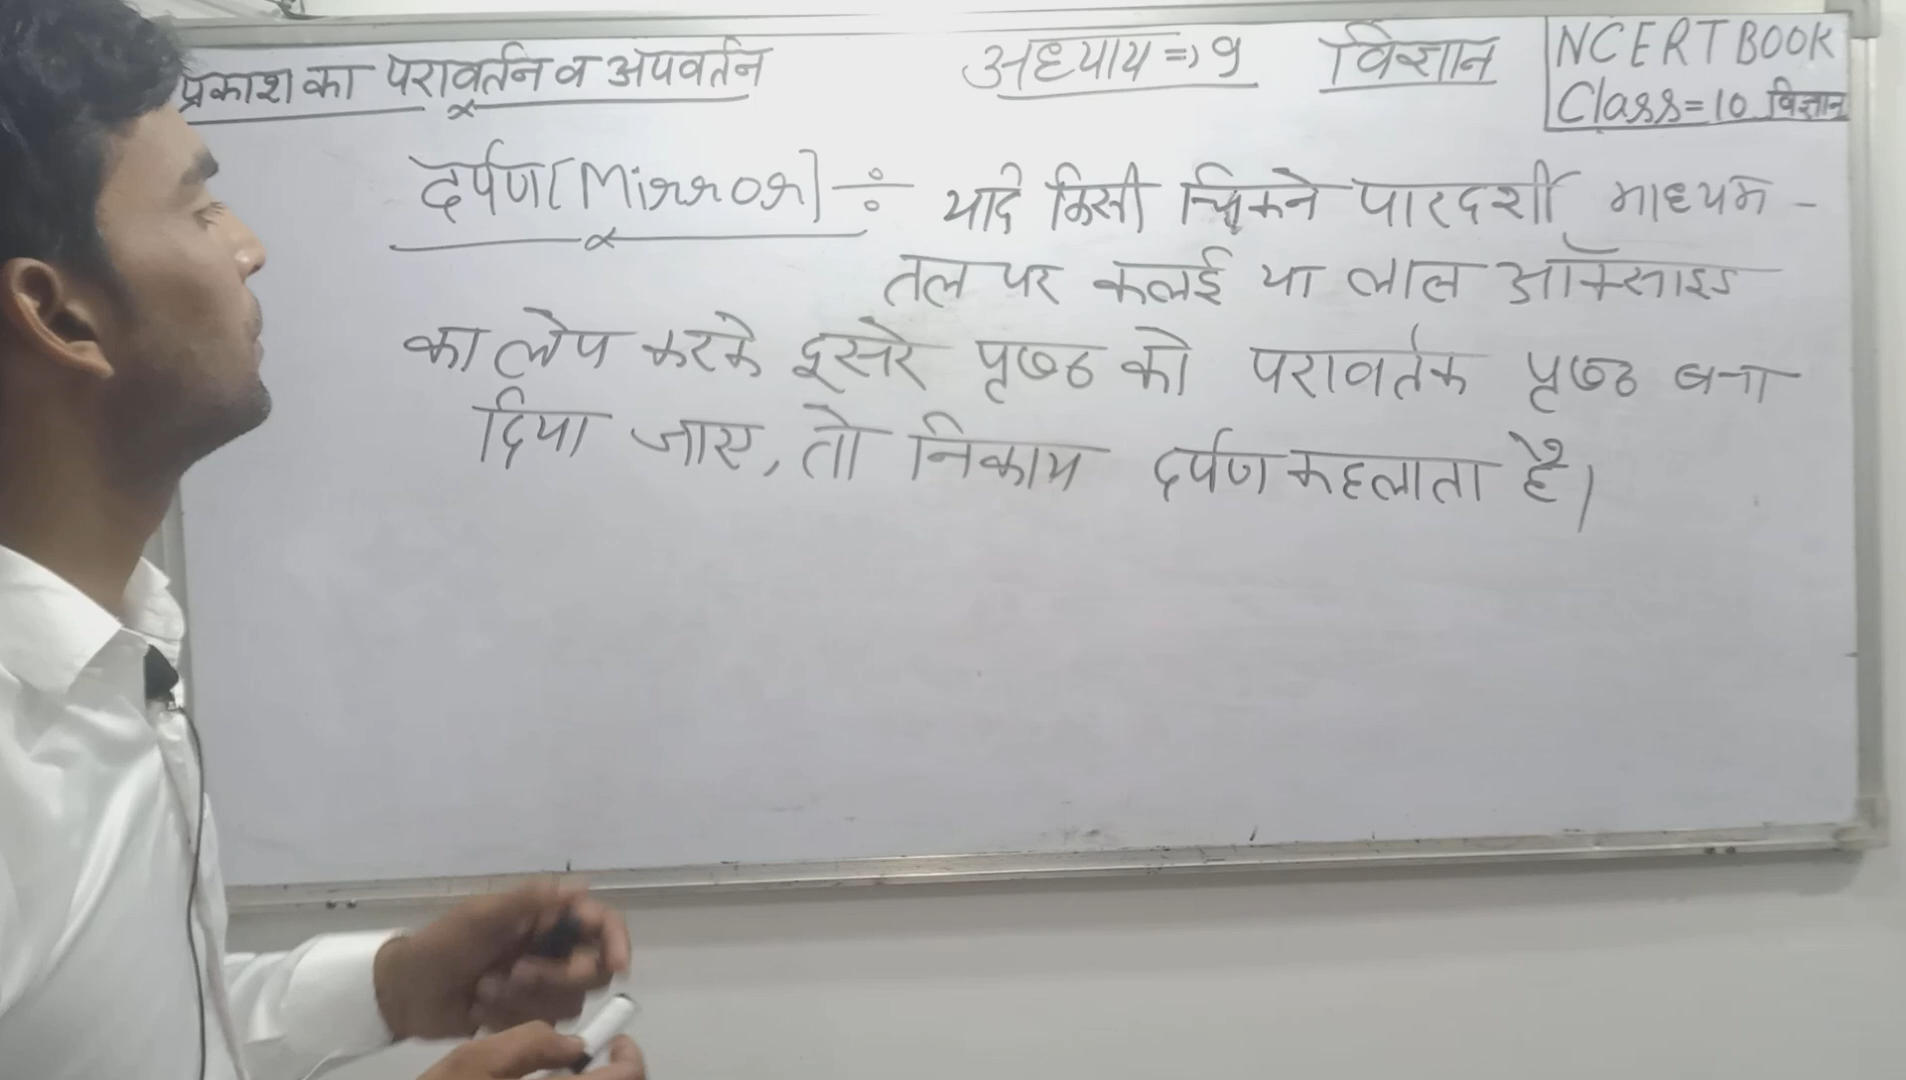 प्रकाश का परावर्तन व अपवर्तन
अध्याय => 9
विज्ञान
NCERT BOOK
Class = 10 विज्ञान
दर्पण [Mirror] ÷ यदि किसी चिकने पारदर्शी माध्यम -
तल पर कलई या लाल ऑक्साइड
का लेप करके दूसरे पृष्ठ को परावर्तक पृष्ठ बना
दिया जाए, तो निकाय दर्पण कहलाता है।